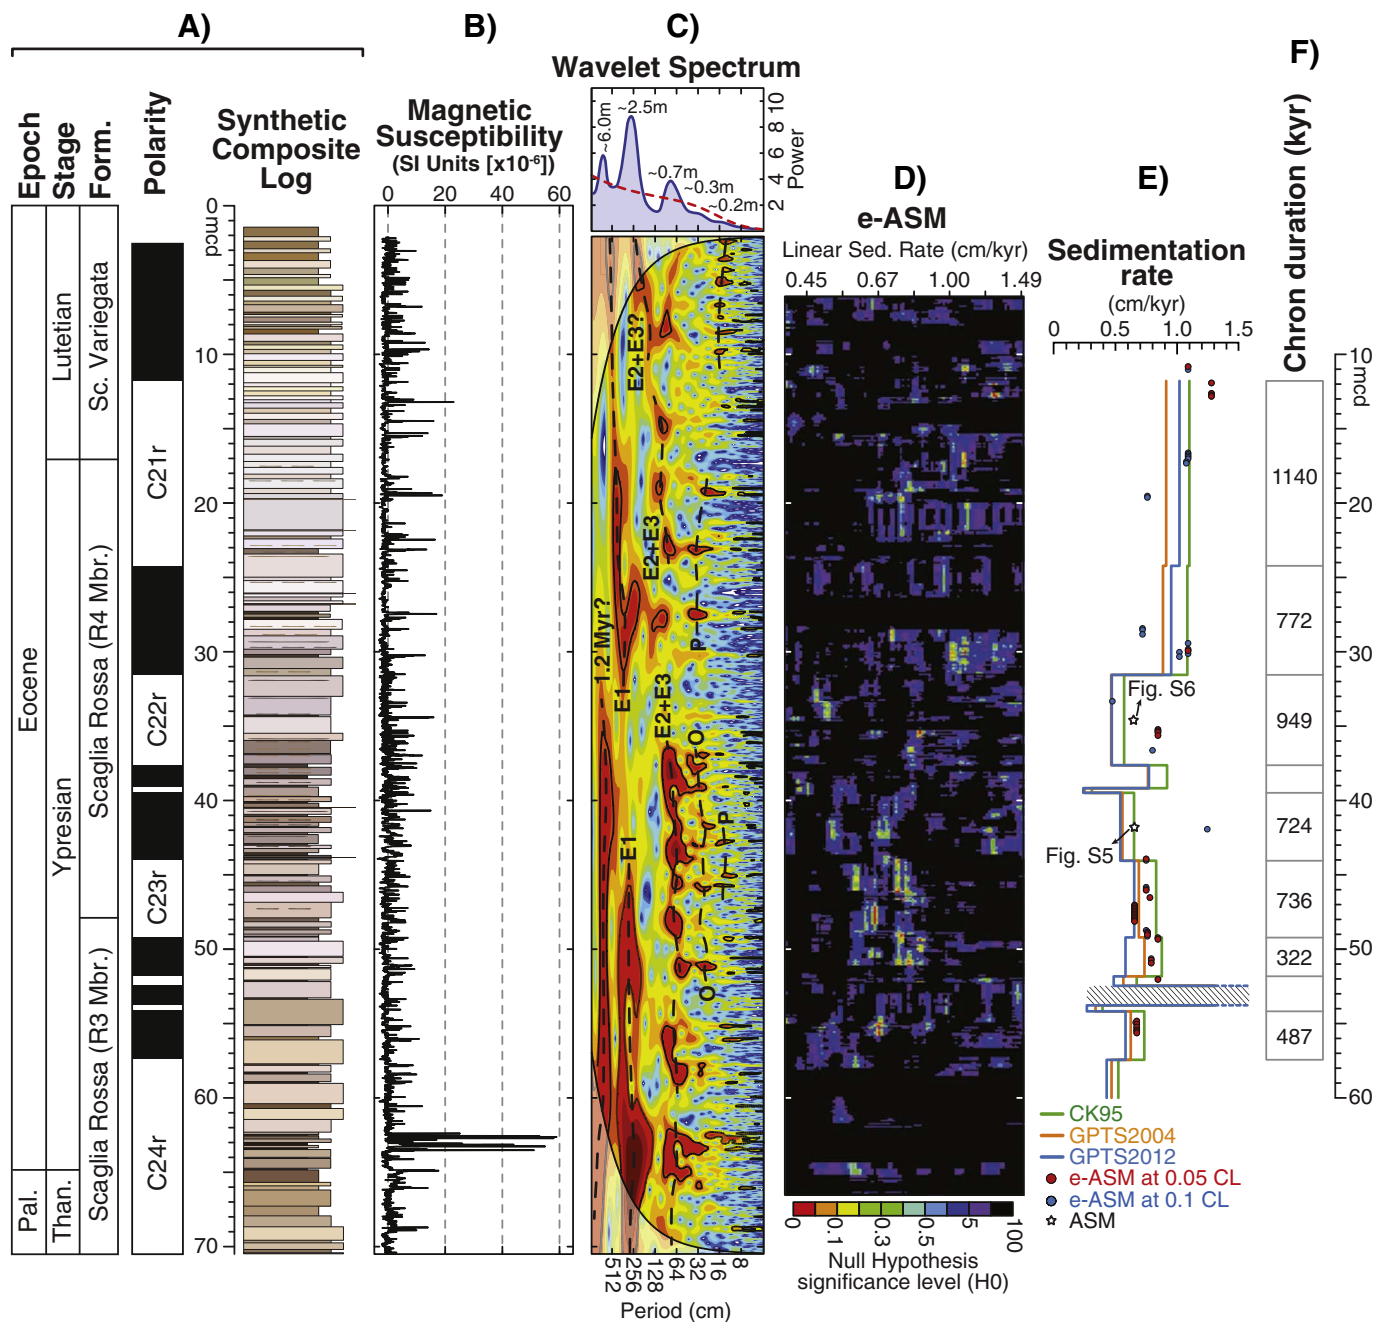 A)
B)
C)
D)
E)
F)
Epoch
Stage
Form.
Polarity
Synthetic
Composite
Log
Magnetic
Susceptibility
(SI Units [x10⁻⁶])
0 20 40 60
Wavelet Spectrum
~6.0m
~2.5m
~0.7m
~0.3m
~0.2m
10
8
6
4
2
Power
e-ASM
Linear Sed. Rate (cm/kyr)
0.45 0.67 1.00 1.49
Sedimentation
rate
(cm/kyr)
0 0.5 1.0 1.5
Chron duration (kyr)
Eocene
Pal.
Lutetian
Ypresian
Than.
Sc. Variegata
Scaglia Rossa (R4 Mbr.)
Scaglia Rossa (R3 Mbr.)
C21r
C22r
C23r
C24r
0
mcd
10
20
30
40
50
60
70
E2+E3?
E2+E3
1.2 Myr?
E1
P
E2+E3
O
E1
P
O
512
256
128
64
32
16
8
Period (cm)
0
0.1
0.3
0.5
5
100
Null Hypothesis
significance level (H0)
Fig. S6
Fig. S5
1140
772
949
724
736
322
487
10
mcd
20
30
40
50
60
CK95
GPTS2004
GPTS2012
e-ASM at 0.05 CL
e-ASM at 0.1 CL
ASM